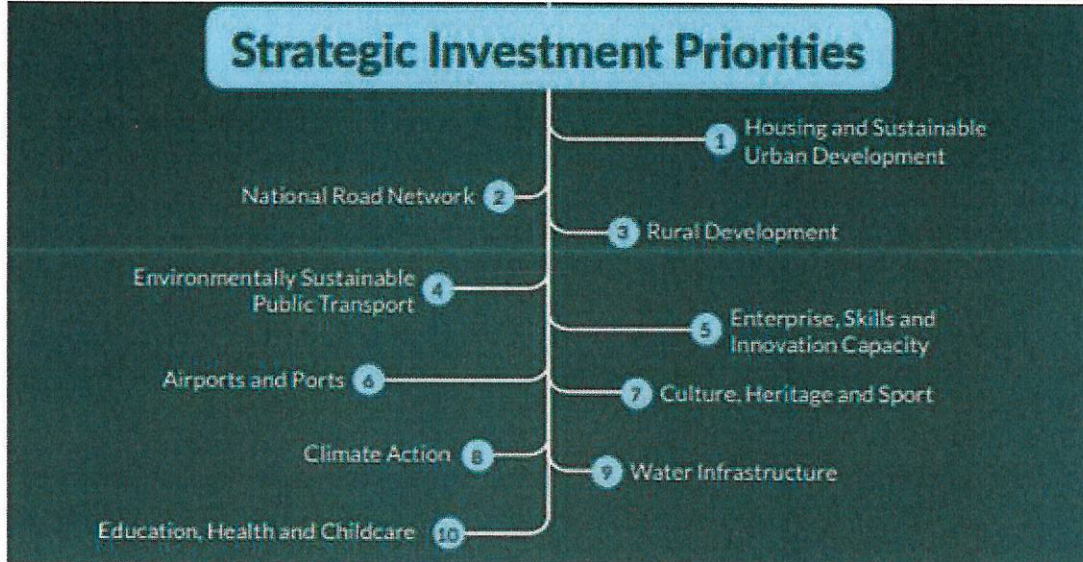 Strategic Investment Priorities
1 Housing and Sustainable
Urban Development
National Road Network 2
3 Rural Development
Environmentally Sustainable
Public Transport 4
5 Enterprise, Skills and
Innovation Capacity
Airports and Ports 6
7 Culture, Heritage and Sport
Climate Action 8
9 Water Infrastructure
Education, Health and Childcare 10